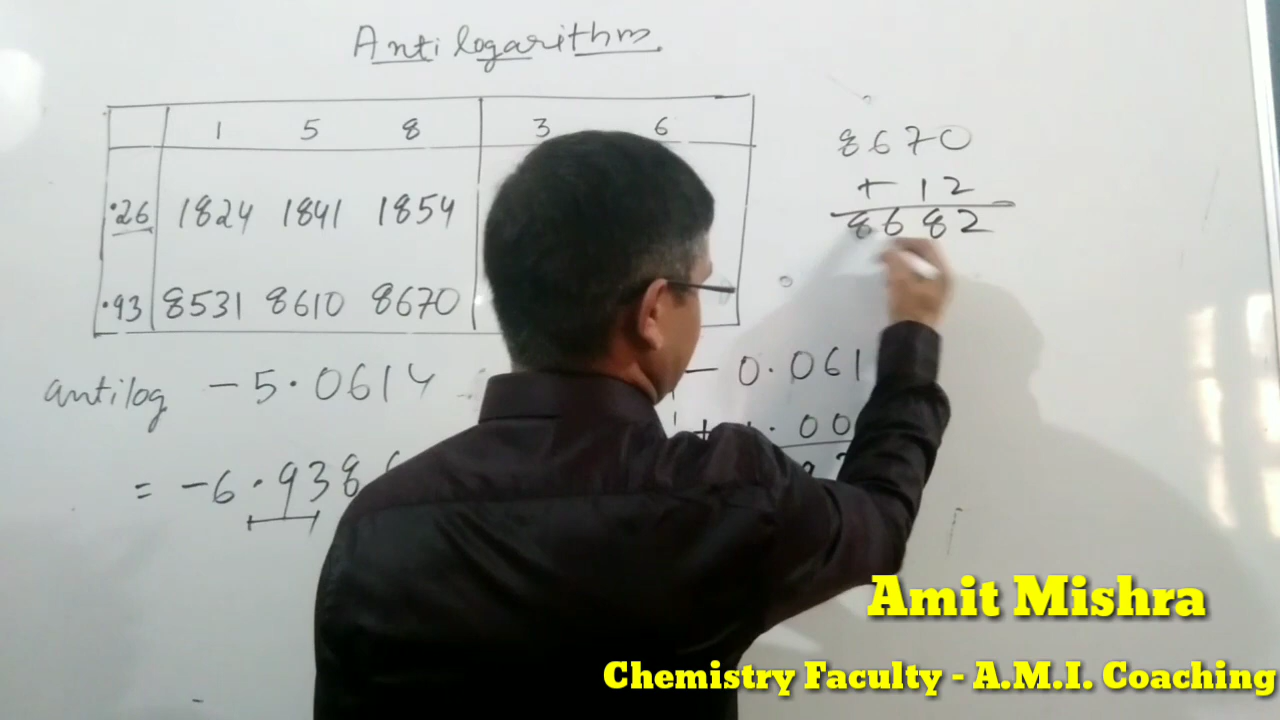 Antilogarithm
1 5 8 3 6
.26 1824 1841 1854
.93 8531 8610 8670
8670
+ 12
8682
antilog - 5.0614
= - 6.938
- 0.061
+ . 00
Amit Mishra
Chemistry Faculty - A.M.I. Coaching